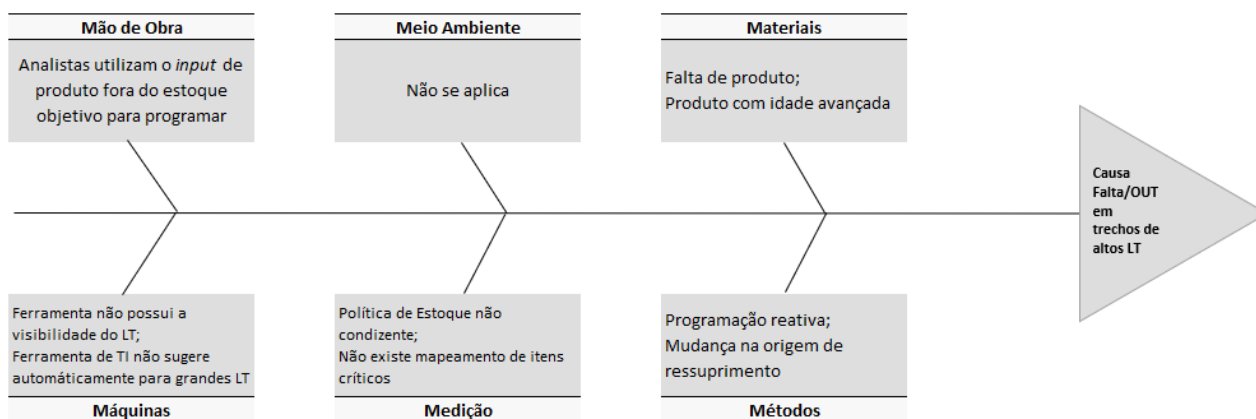 Mão de Obra
Analistas utilizam o input de
produto fora do estoque
objetivo para programar
Meio Ambiente
Não se aplica
Materiais
Falta de produto;
Produto com idade avançada
Causa
Falta/OUT
em
trechos de
altos LT
Ferramenta não possui a
visibilidade do LT;
Ferramenta de TI não sugere
automáticamente para grandes LT
Máquinas
Política de Estoque não
condizente;
Não existe mapeamento de itens
críticos
Medição
Programação reativa;
Mudança na origem de
ressuprimento
Métodos